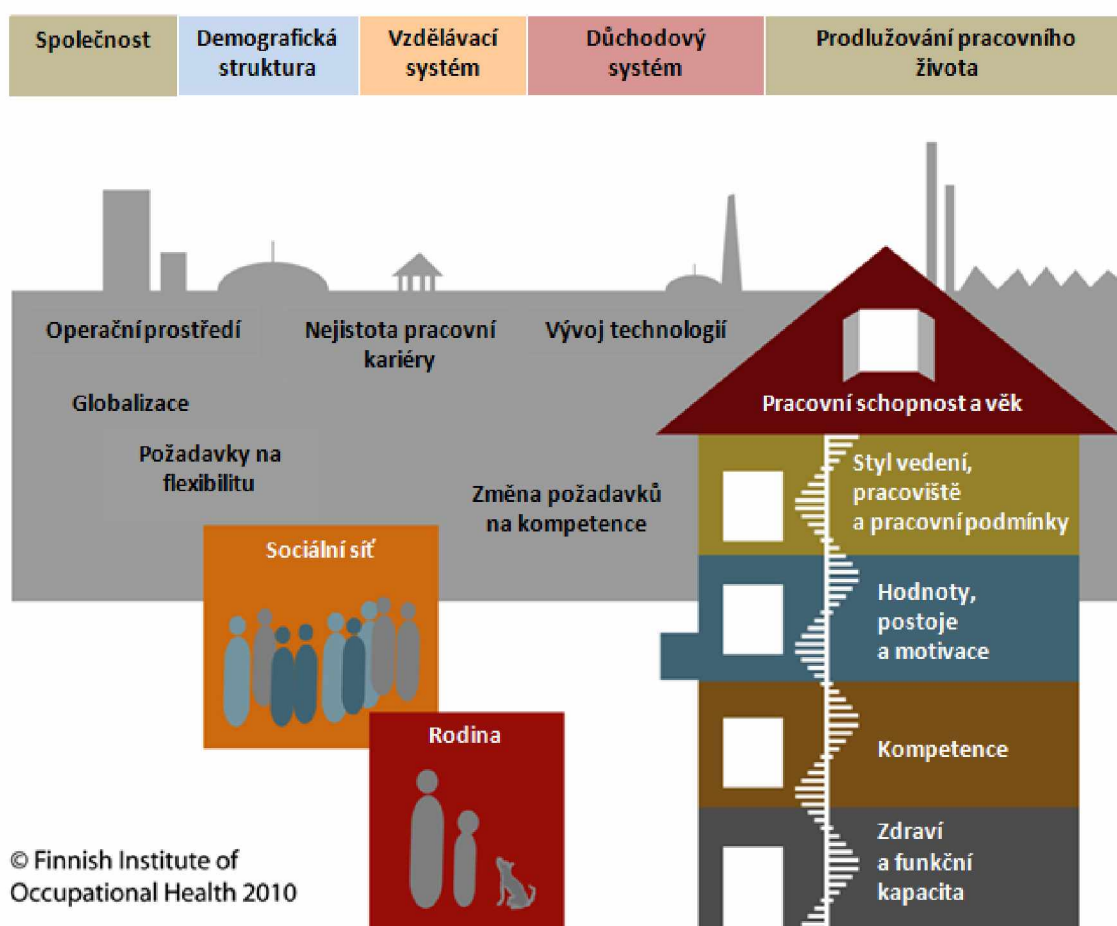 Společnost
Demografická
struktura
Vzdělávací
systém
Důchodový
systém
Prodlužování pracovního
života
Operační prostředí
Nejistota pracovní
kariéry
Vývoj technologií
Globalizace
Požadavky na
flexibilitu
Změna požadavků
na kompetence
Pracovní schopnost a věk
Styl vedení,
pracoviště
a pracovní podmínky
Hodnoty,
postoje
a motivace
Kompetence
Zdraví
a funkční
kapacita
Sociální síť
Rodina
© Finnish Institute of
Occupational Health 2010